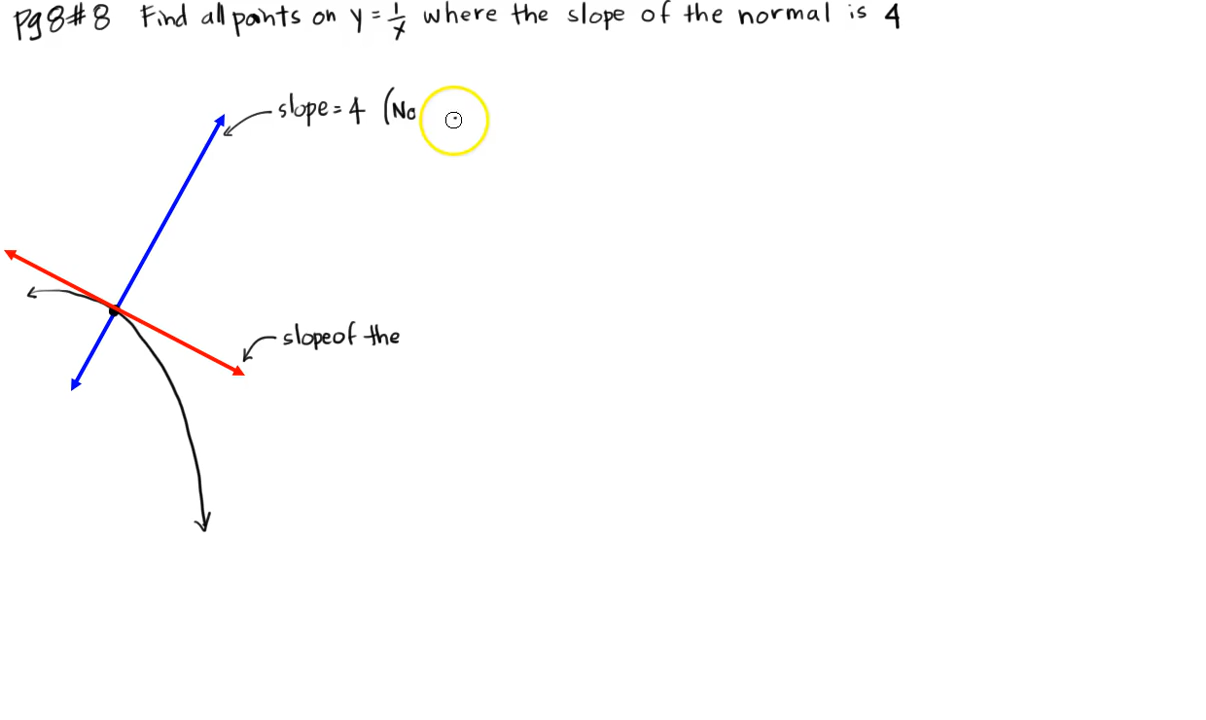 Pg8#8 Find all points on y = 1/x where the slope of the normal is 4
slope = 4 (No
slope of the